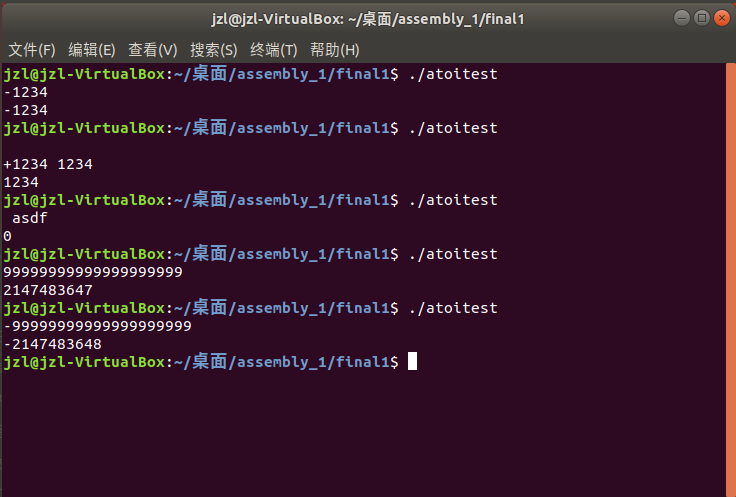 jzl@jzl-VirtualBox: ~/桌面/assembly_1/final1
文件(F) 编辑(E) 查看(V) 搜索(S) 终端(T) 帮助(H)
jzl@jzl-VirtualBox:~/桌面/assembly_1/final1$ ./atoitest
-1234
-1234
jzl@jzl-VirtualBox:~/桌面/assembly_1/final1$ ./atoitest
+1234 1234
1234
jzl@jzl-VirtualBox:~/桌面/assembly_1/final1$ ./atoitest
 asdf
0
jzl@jzl-VirtualBox:~/桌面/assembly_1/final1$ ./atoitest
99999999999999999999
2147483647
jzl@jzl-VirtualBox:~/桌面/assembly_1/final1$ ./atoitest
-99999999999999999999
-2147483648
jzl@jzl-VirtualBox:~/桌面/assembly_1/final1$